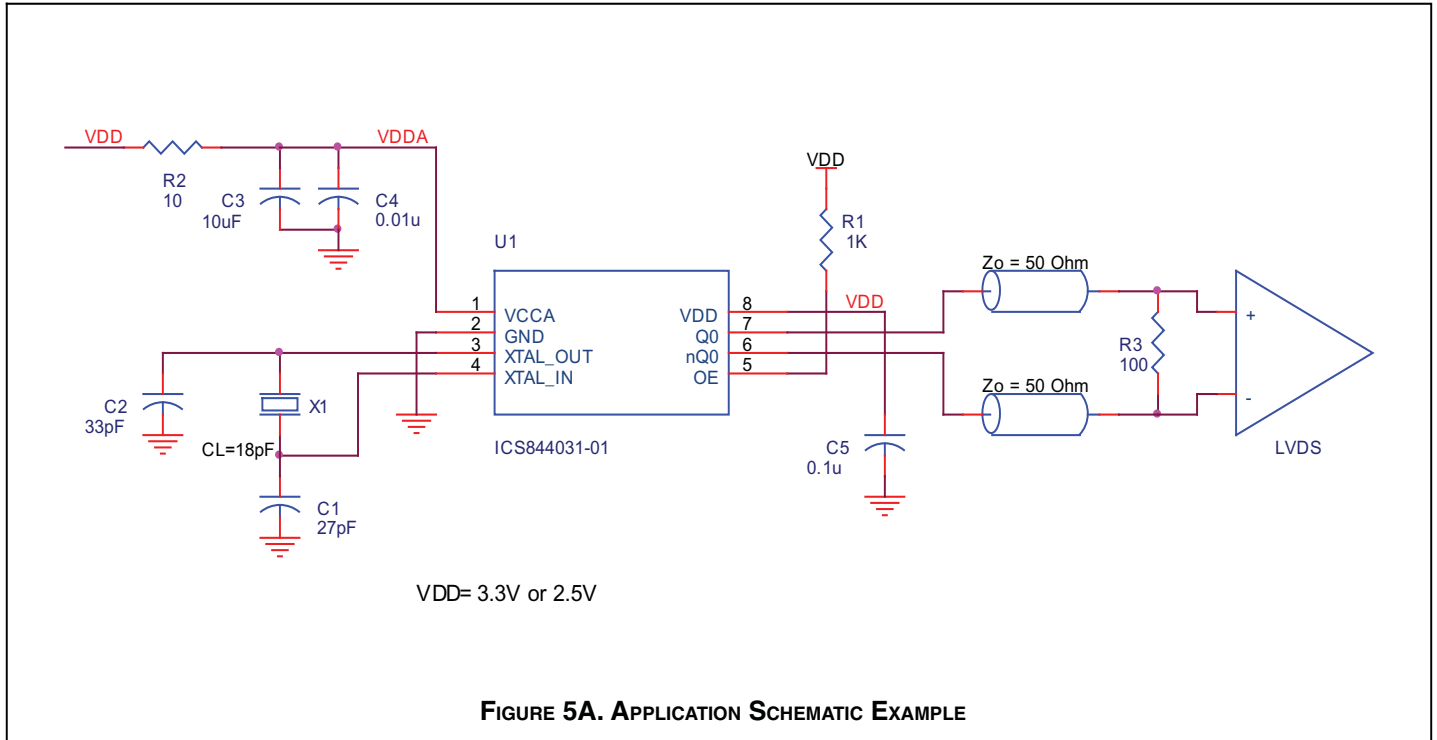 VDD
VDDA
R2
10
C3
10uF
C4
0.01u
VDD
R1
1K
U1
Zo = 50 Ohm
1
VCCA
VDD
8
VDD
2
GND
Q0
7
3
XTAL_OUT
nQ0
6
4
XTAL_IN
OE
5
+
R3
100
Zo = 50 Ohm
-
C2
33pF
X1
CL=18pF
ICS844031-01
C5
0.1u
LVDS
C1
27pF
VDD= 3.3V or 2.5V
FIGURE 5A. APPLICATION SCHEMATIC EXAMPLE